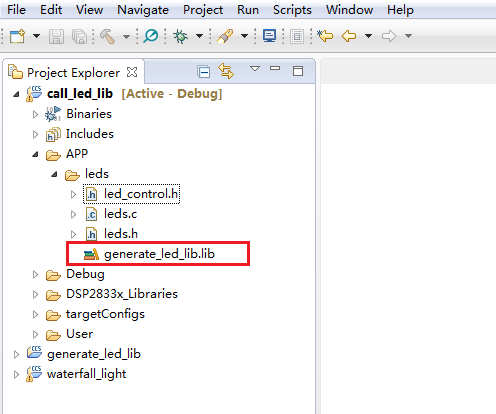 File Edit View Navigate Project Run Scripts Window Help
Project Explorer
call_led_lib [Active - Debug]
Binaries
Includes
APP
leds
led_control.h
leds.c
leds.h
generate_led_lib.lib
Debug
DSP2833x_Libraries
targetConfigs
User
generate_led_lib
waterfall_light